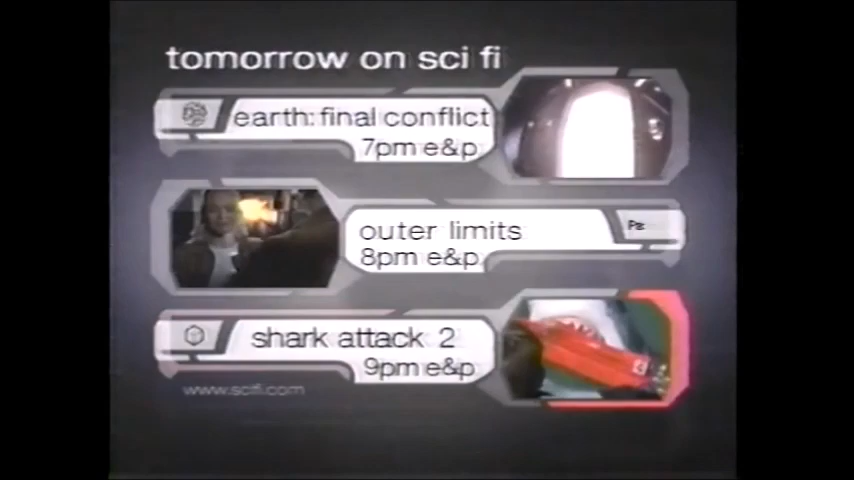 tomorrow on sci fi
earth: final conflict
7pm e&p
outer limits
8pm e&p
shark attack 2
9pm e&p
www.scifi.com